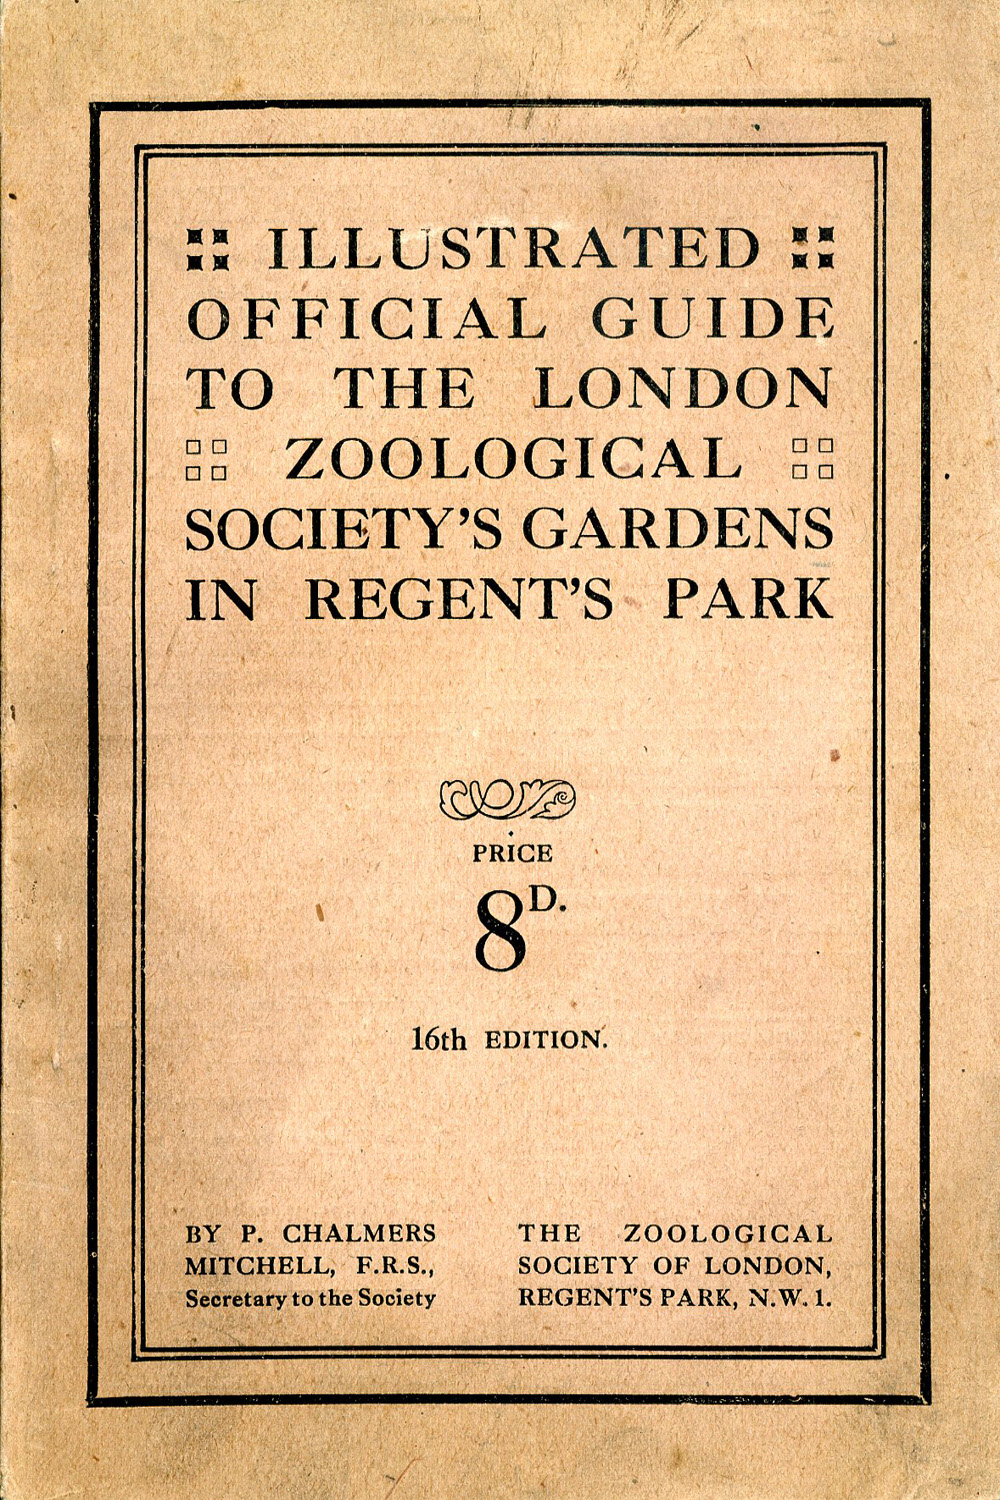 ILLUSTRATED
OFFICIAL GUIDE
TO THE LONDON
ZOOLOGICAL
SOCIETY'S GARDENS
IN REGENT'S PARK
PRICE
8D.
16th EDITION.
BY P. CHALMERS
MITCHELL, F.R.S.,
Secretary to the Society
THE ZOOLOGICAL
SOCIETY OF LONDON,
REGENT'S PARK, N.W.1.